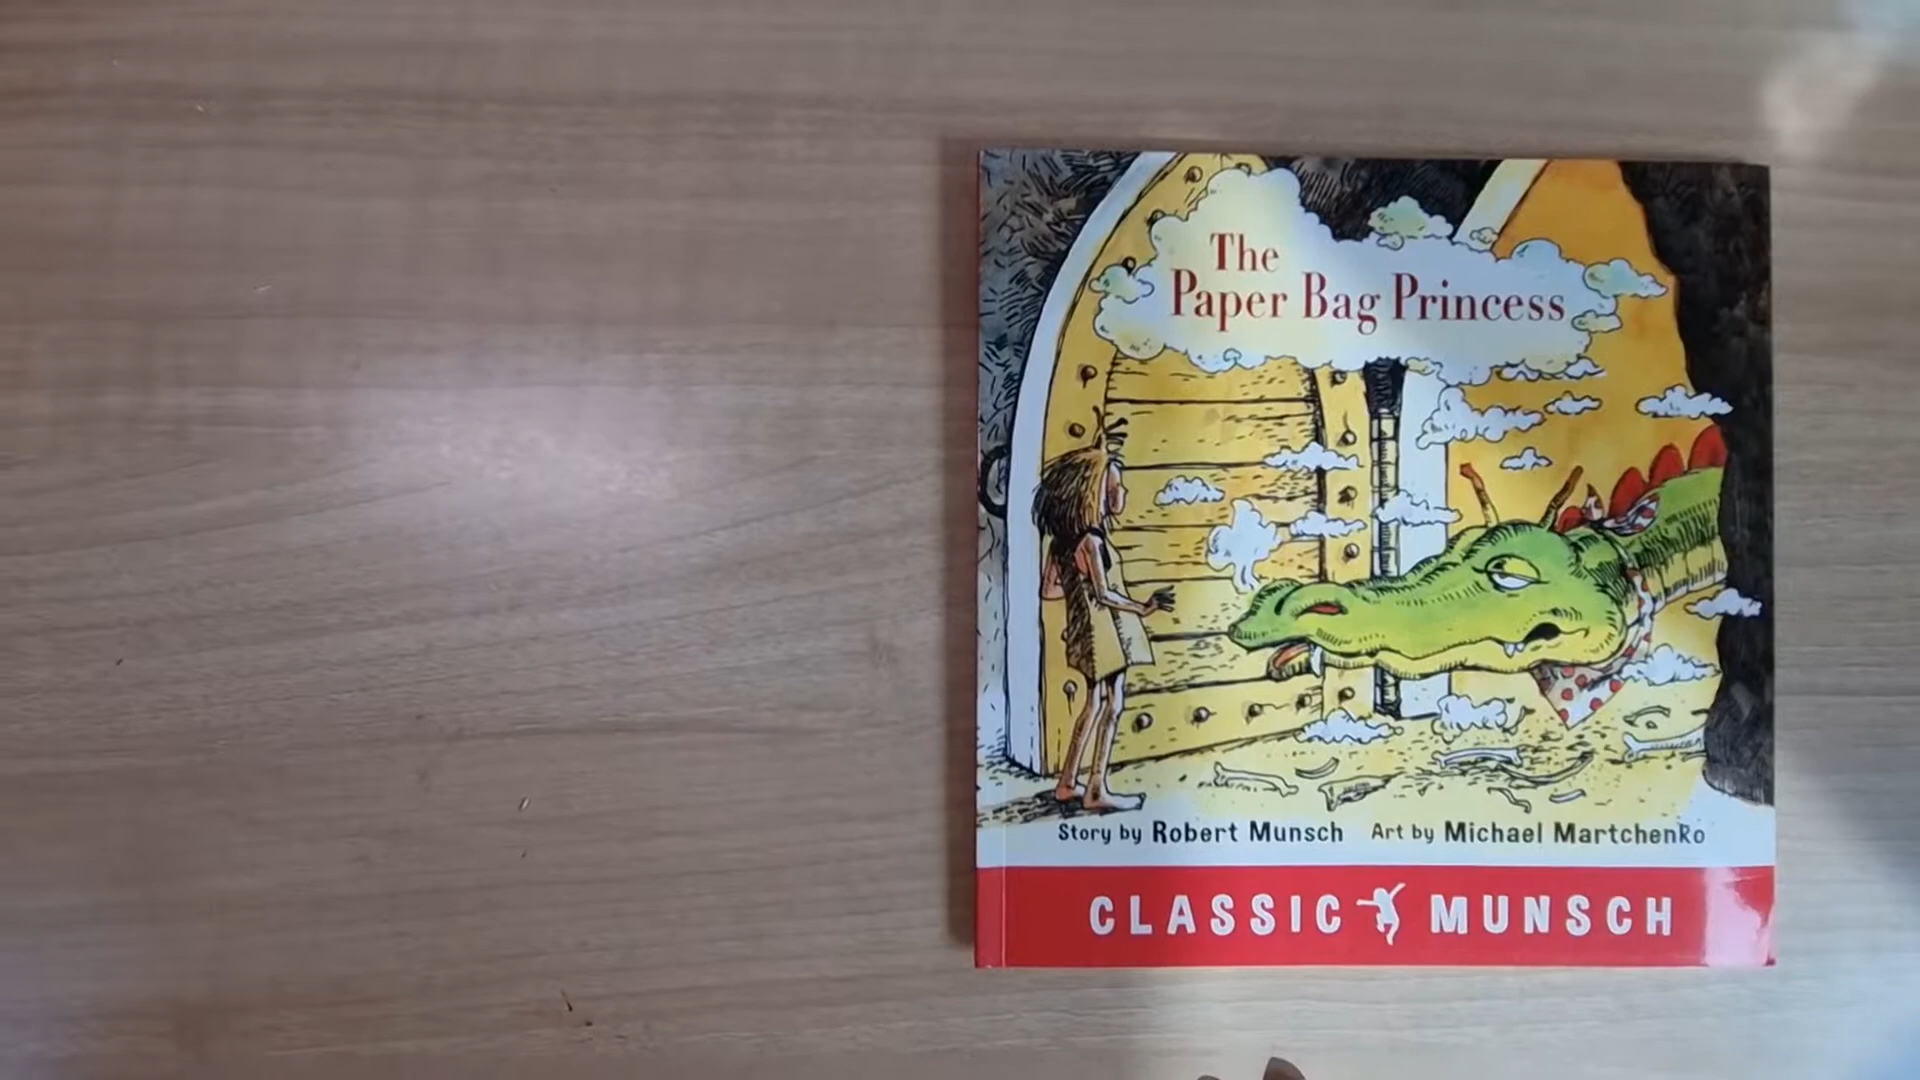 The
Paper Bag Princess
Story by Robert Munsch Art by Michael Martchenko
CLASSIC MUNSCH